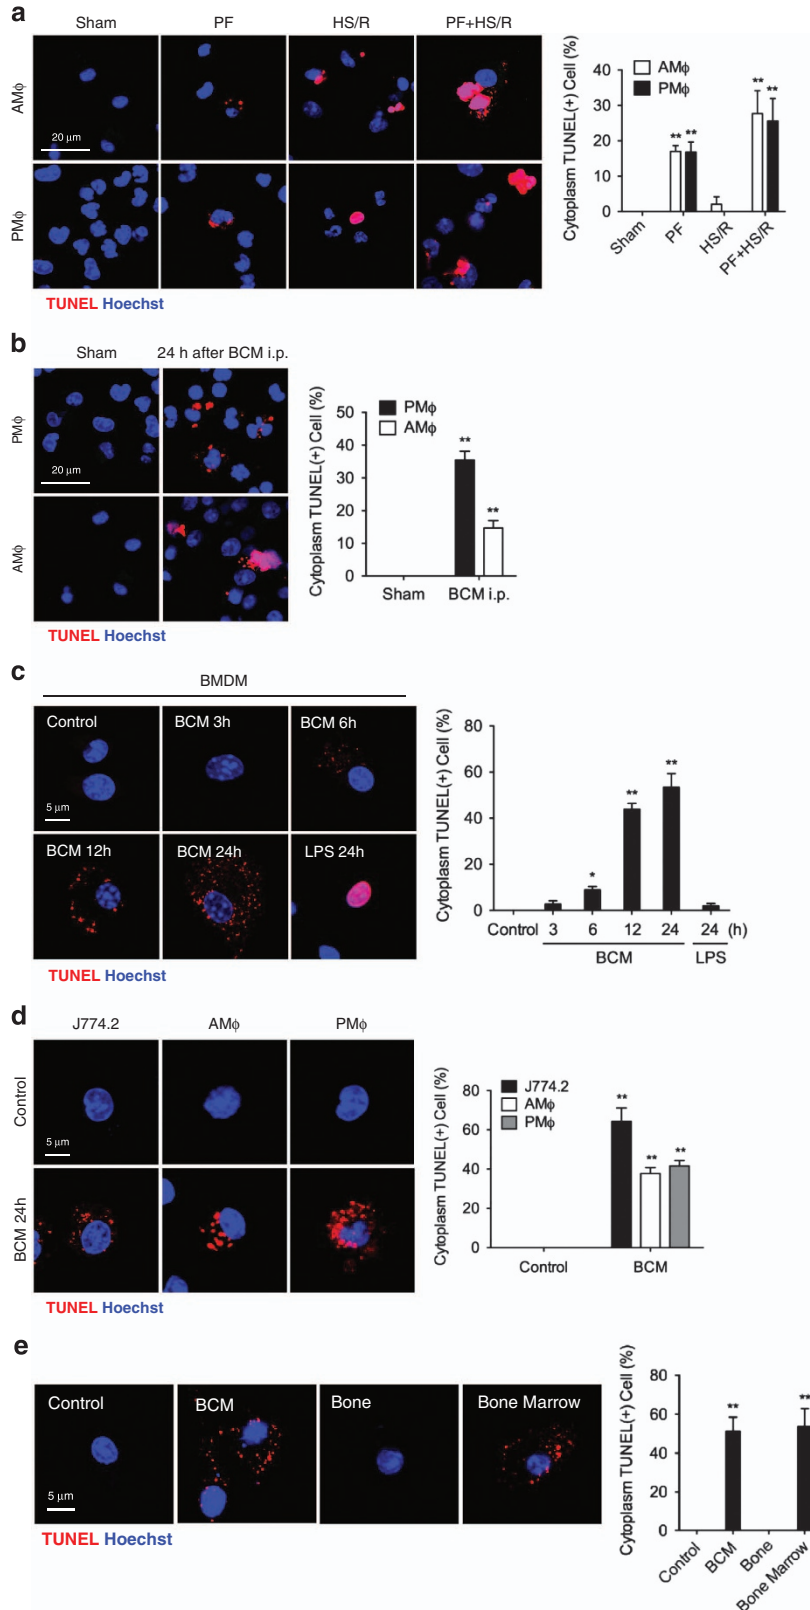 a
Sham PF HS/R PF+HS/R
AMϕ
20 μm
PMϕ
TUNEL Hoechst
Cytoplasm TUNEL(+) Cell (%)
40
30
20
10
0
AMϕ
PMϕ
** ** ** **
Sham PF HS/R PF+HS/R
b
Sham 24 h after BCM i.p.
PMϕ
20 μm
AMϕ
TUNEL Hoechst
Cytoplasm TUNEL(+) Cell (%)
50
40
30
20
10
0
PMϕ
AMϕ
** **
Sham BCM i.p.
c
BMDM
Control BCM 3h BCM 6h
5 μm
BCM 12h BCM 24h LPS 24h
TUNEL Hoechst
Cytoplasm TUNEL(+) Cell (%)
80
60
40
20
0
* ** **
Control 3 6 12 24 24 (h)
BCM LPS
d
J774.2 AMϕ PMϕ
Control
5 μm
BCM 24h
TUNEL Hoechst
Cytoplasm TUNEL(+) Cell (%)
80
60
40
20
0
J774.2
AMϕ
PMϕ
** ** **
Control BCM
e
Control BCM Bone Bone Marrow
5 μm
TUNEL Hoechst
Cytoplasm TUNEL(+) Cell (%)
80
60
40
20
0
** **
Control BCM Bone Bone Marrow